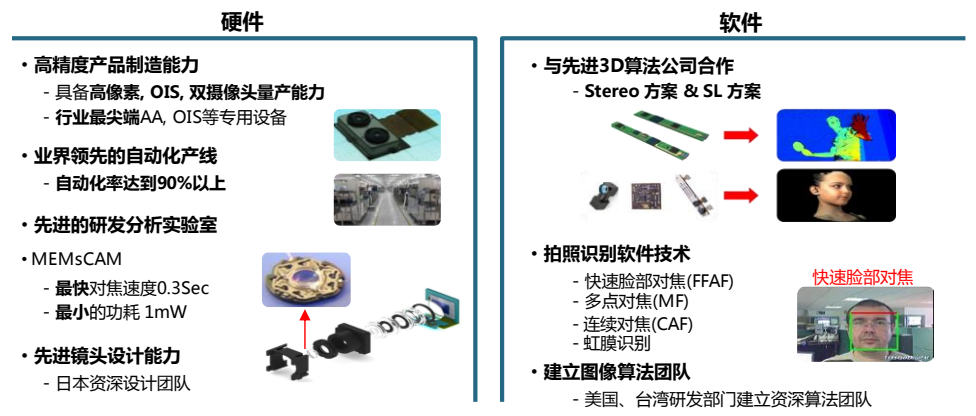 硬件
• 高精度产品制造能力
- 具备高像素, OIS, 双摄像头量产能力
- 行业最尖端AA, OIS等专用设备
• 业界领先的自动化产线
- 自动化率达到90%以上
• 先进的研发分析实验室
• MEMsCAM
- 最快对焦速度0.3Sec
- 最小的功耗 1mW
• 先进镜头设计能力
- 日本资深设计团队
软件
• 与先进3D算法公司合作
- Stereo 方案 & SL 方案
• 拍照识别软件技术
- 快速脸部对焦(FFAF)
- 多点对焦(MF)
- 连续对焦(CAF)
- 虹膜识别
快速脸部对焦
• 建立图像算法团队
- 美国、台湾研发部门建立资深算法团队